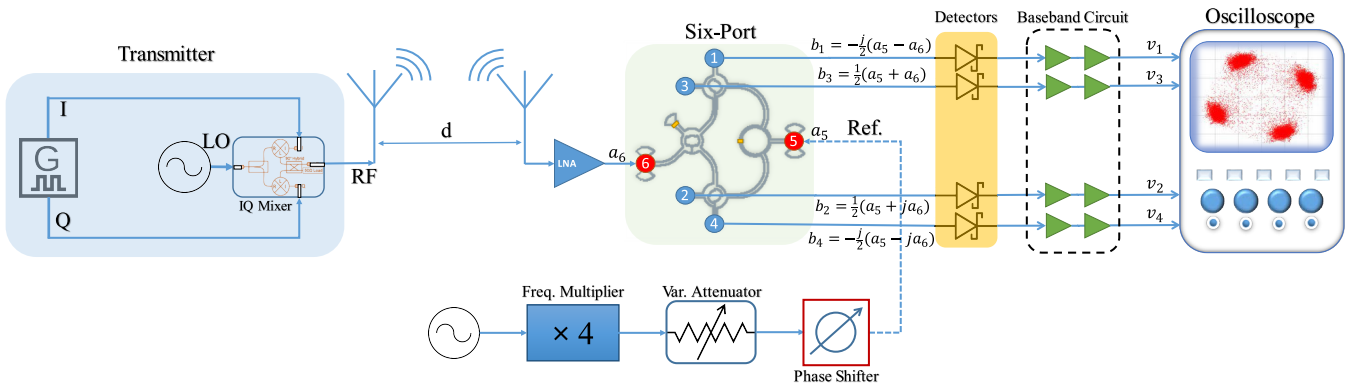 Transmitter
I
G
LO
Q
IQ Mixer
RF
d
LNA
a₆
Six-Port
1
3
6
5
2
4
a₅
Ref.
b₁ = −j/2(a₅ − a₆)
b₃ = 1/2(a₅ + a₆)
b₂ = 1/2(a₅ + ja₆)
b₄ = −j/2(a₅ − ja₆)
Detectors
Baseband Circuit
v₁
v₃
v₂
v₄
Oscilloscope
Freq. Multiplier
× 4
Var. Attenuator
Phase Shifter